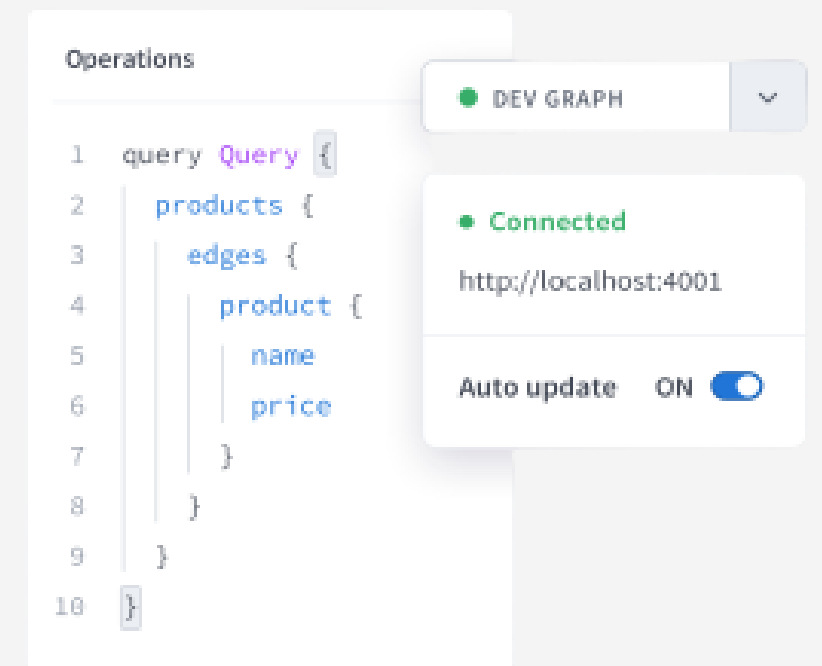 Operations
1 query Query {
2 products {
3 edges {
4 product {
5 name
6 price
7 }
8 }
9 }
10 }
DEV GRAPH
Connected
http://localhost:4001
Auto update ON